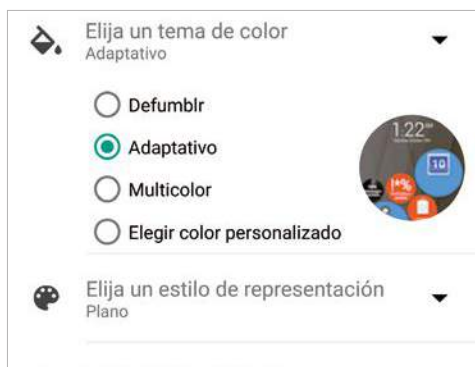 Elija un tema de color
Adaptativo
Defumblr
Adaptativo
1:22
10
Multicolor
Elegir color personalizado
Elija un estilo de representación
Plano